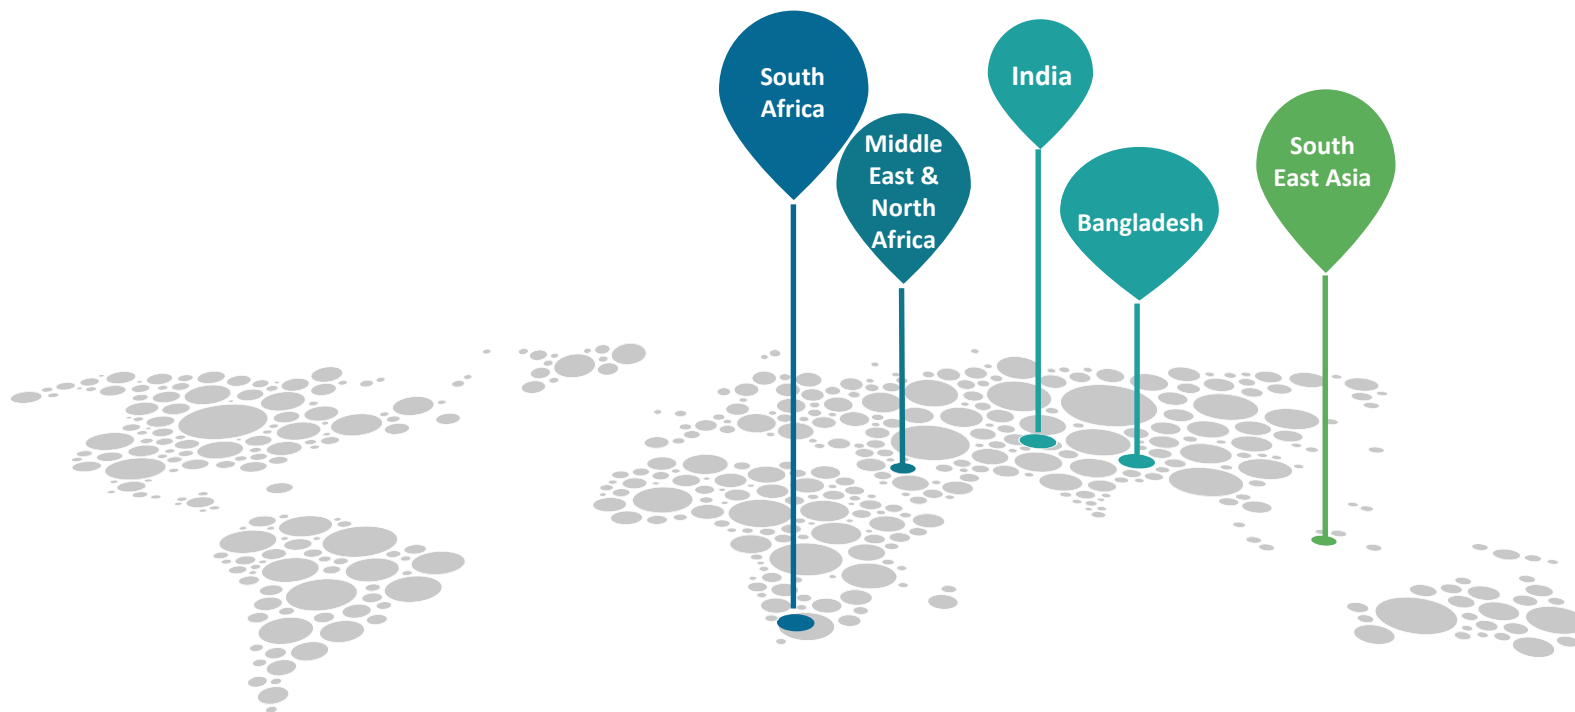 South
Africa
Middle
East &
North
Africa
India
Bangladesh
South
East Asia